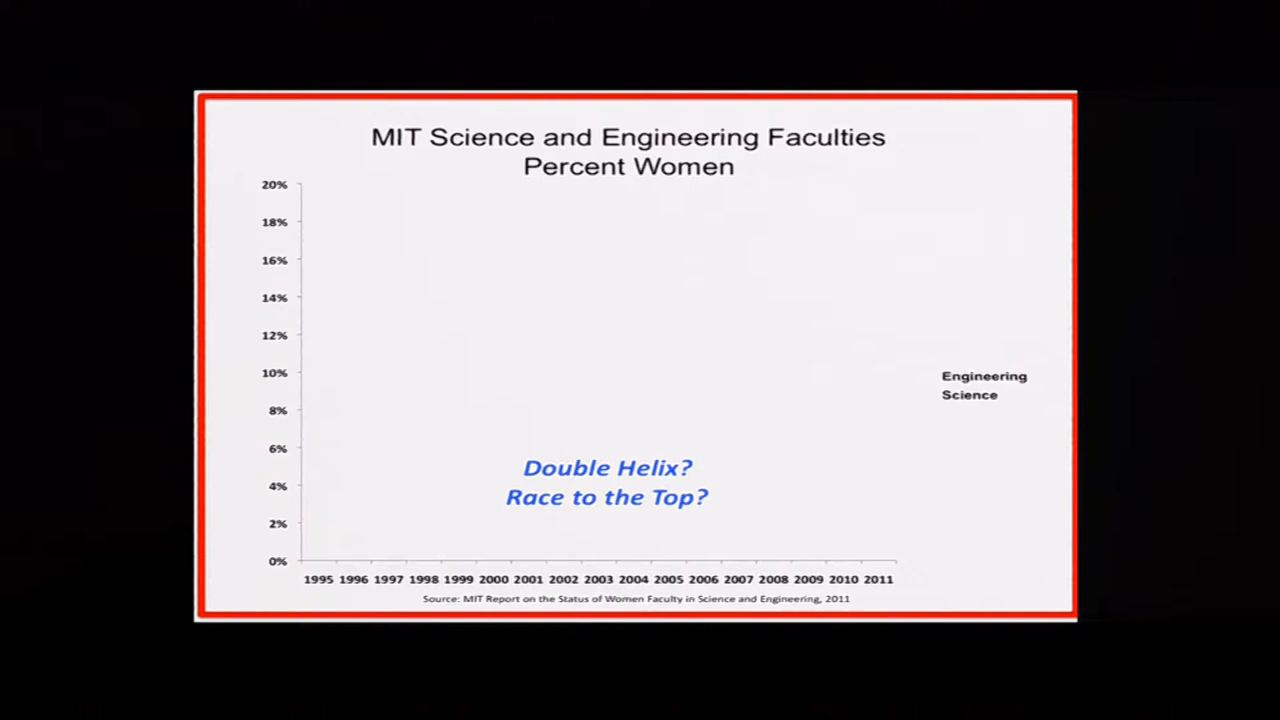 MIT Science and Engineering Faculties
Percent Women
20%
18%
16%
14%
12%
10%
8%
6%
4%
2%
0%
Engineering
Science
Double Helix?
Race to the Top?
1995 1996 1997 1998 1999 2000 2001 2002 2003 2004 2005 2006 2007 2008 2009 2010 2011
Source: MIT Report on the Status of Women Faculty in Science and Engineering, 2011